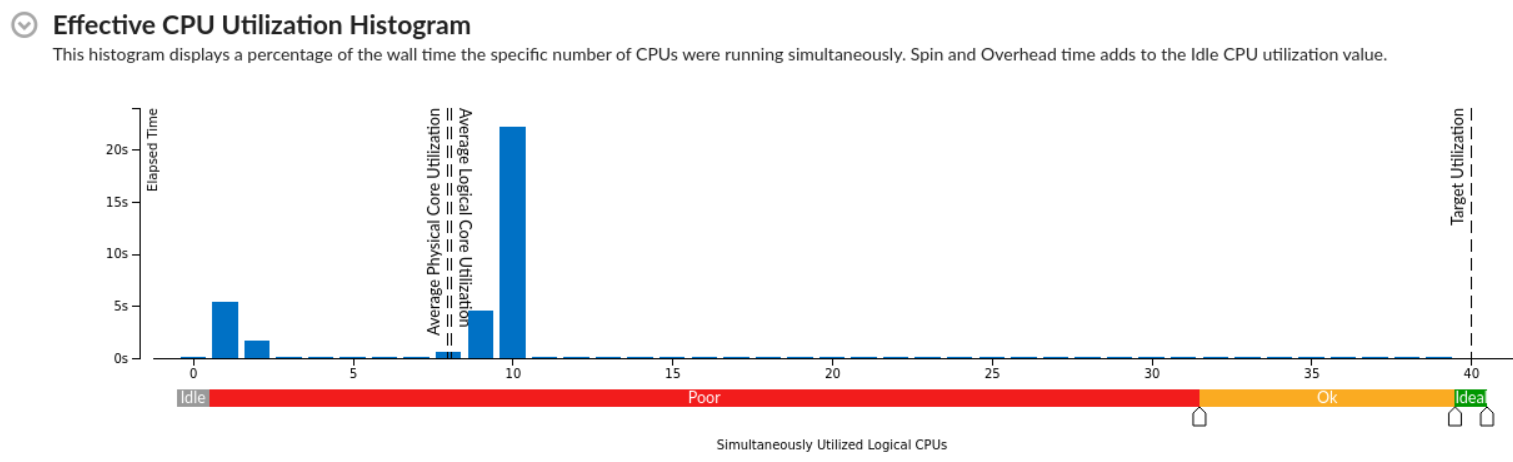 Effective CPU Utilization Histogram
This histogram displays a percentage of the wall time the specific number of CPUs were running simultaneously. Spin and Overhead time adds to the Idle CPU utilization value.
Elapsed Time
20s
15s
10s
5s
0s
Average Physical Core Utilization
Average Logical Core Utilization
Target Utilization
0 5 10 15 20 25 30 35 40
Idle Poor Ok Idea
Simultaneously Utilized Logical CPUs